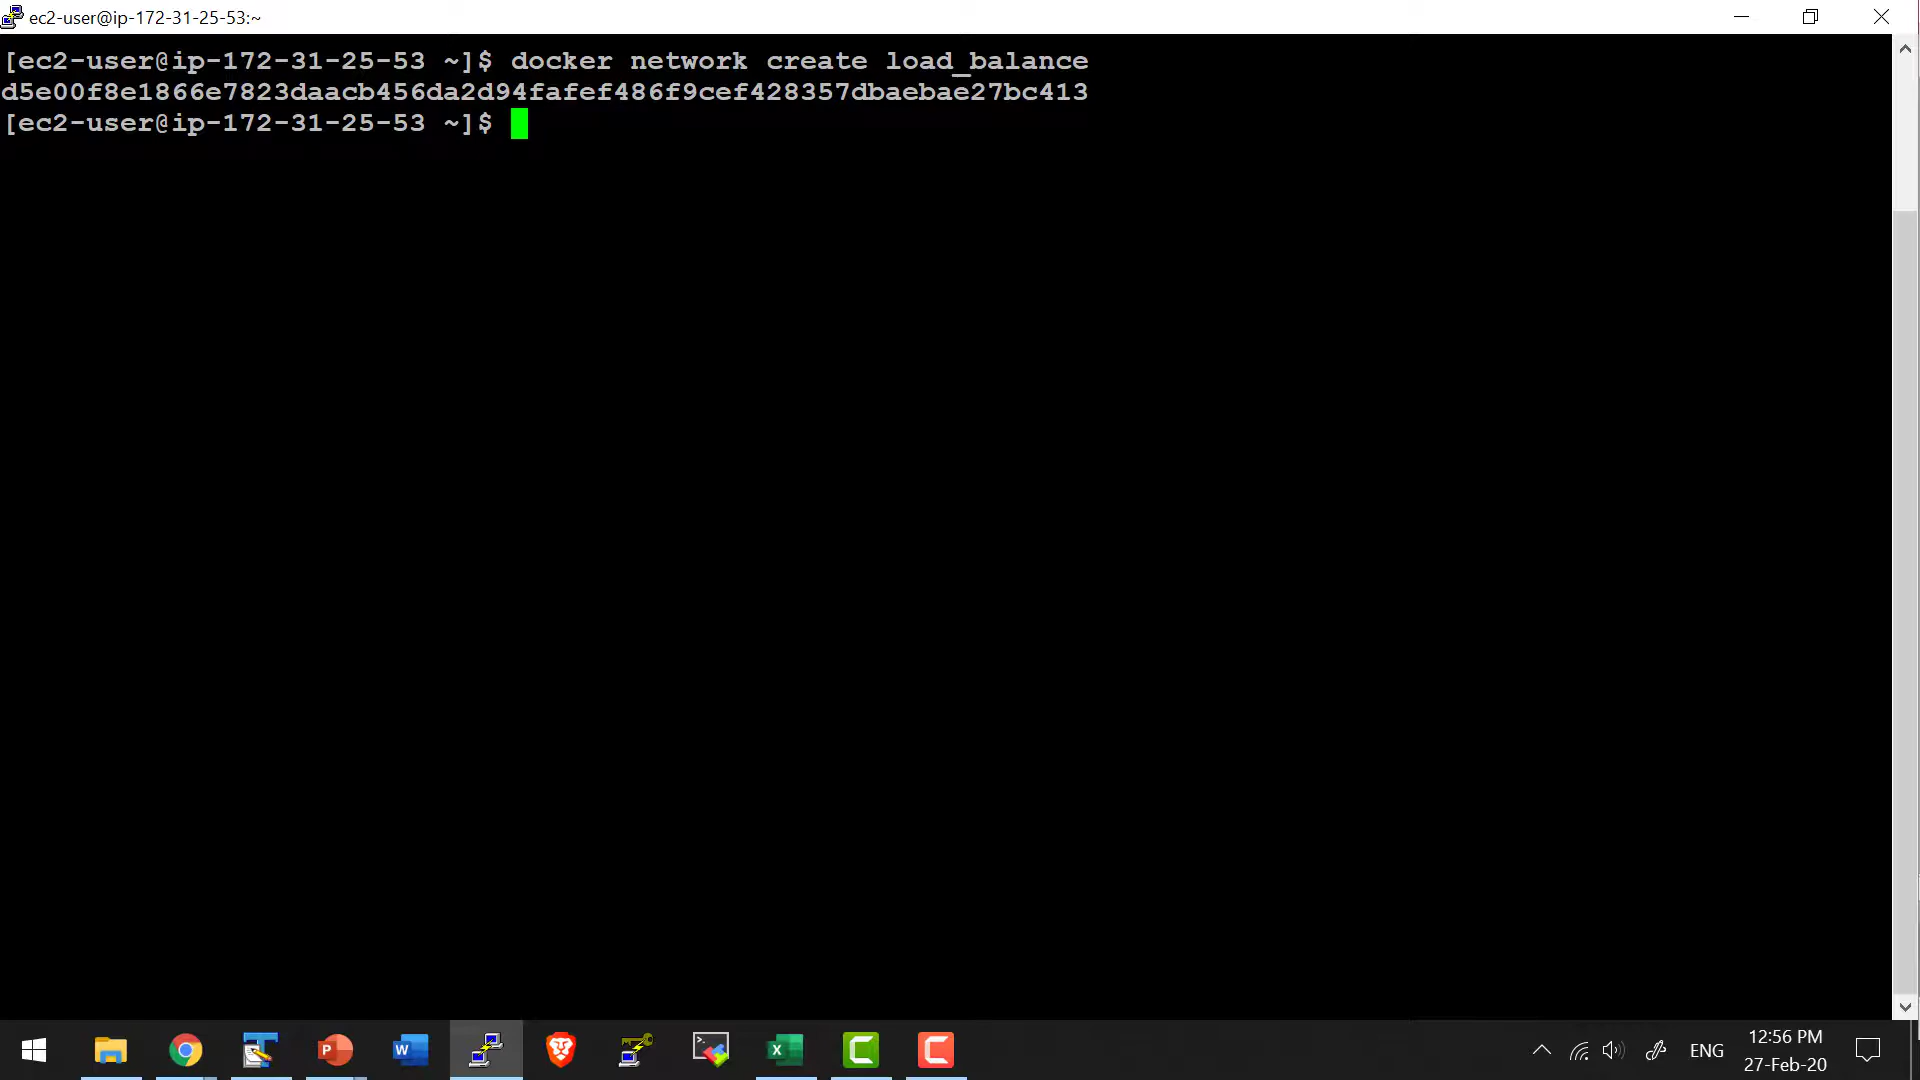 ec2-user@ip-172-31-25-53:~
[ec2-user@ip-172-31-25-53 ~]$ docker network create load_balance
d5e00f8e1866e7823daacb456da2d94fafef486f9cef428357dbaebae27bc413
[ec2-user@ip-172-31-25-53 ~]$
ENG
12:56 PM
27-Feb-20